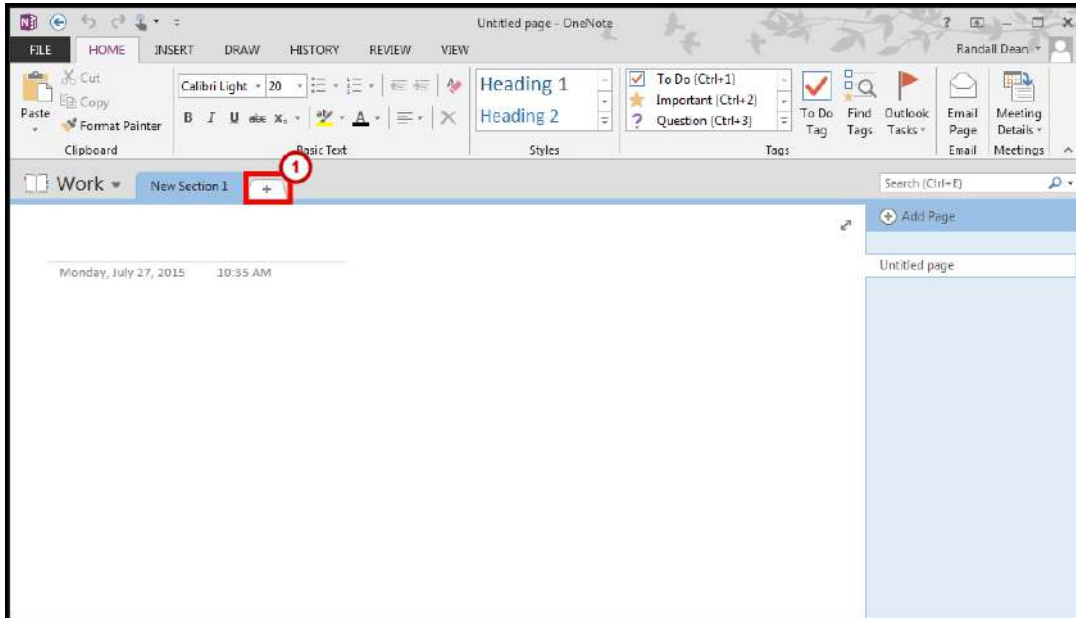 Untitled page - OneNote
FILE HOME INSERT DRAW HISTORY REVIEW VIEW
Randall Dean
Paste
Cut
Copy
Format Painter
Clipboard
Calibri Light 20
B I U abc X₂ aby A
Basic Text
Heading 1
Heading 2
Styles
To Do (Ctrl+1)
Important (Ctrl+2)
Question (Ctrl+3)
To Do Tag
Find Tags
Outlook Tasks
Tags
Email Page
Email
Meeting Details
Meetings
1
Work New Section 1 +
Search (Ctrl+E)
Add Page
Untitled page
Monday, July 27, 2015 10:35 AM